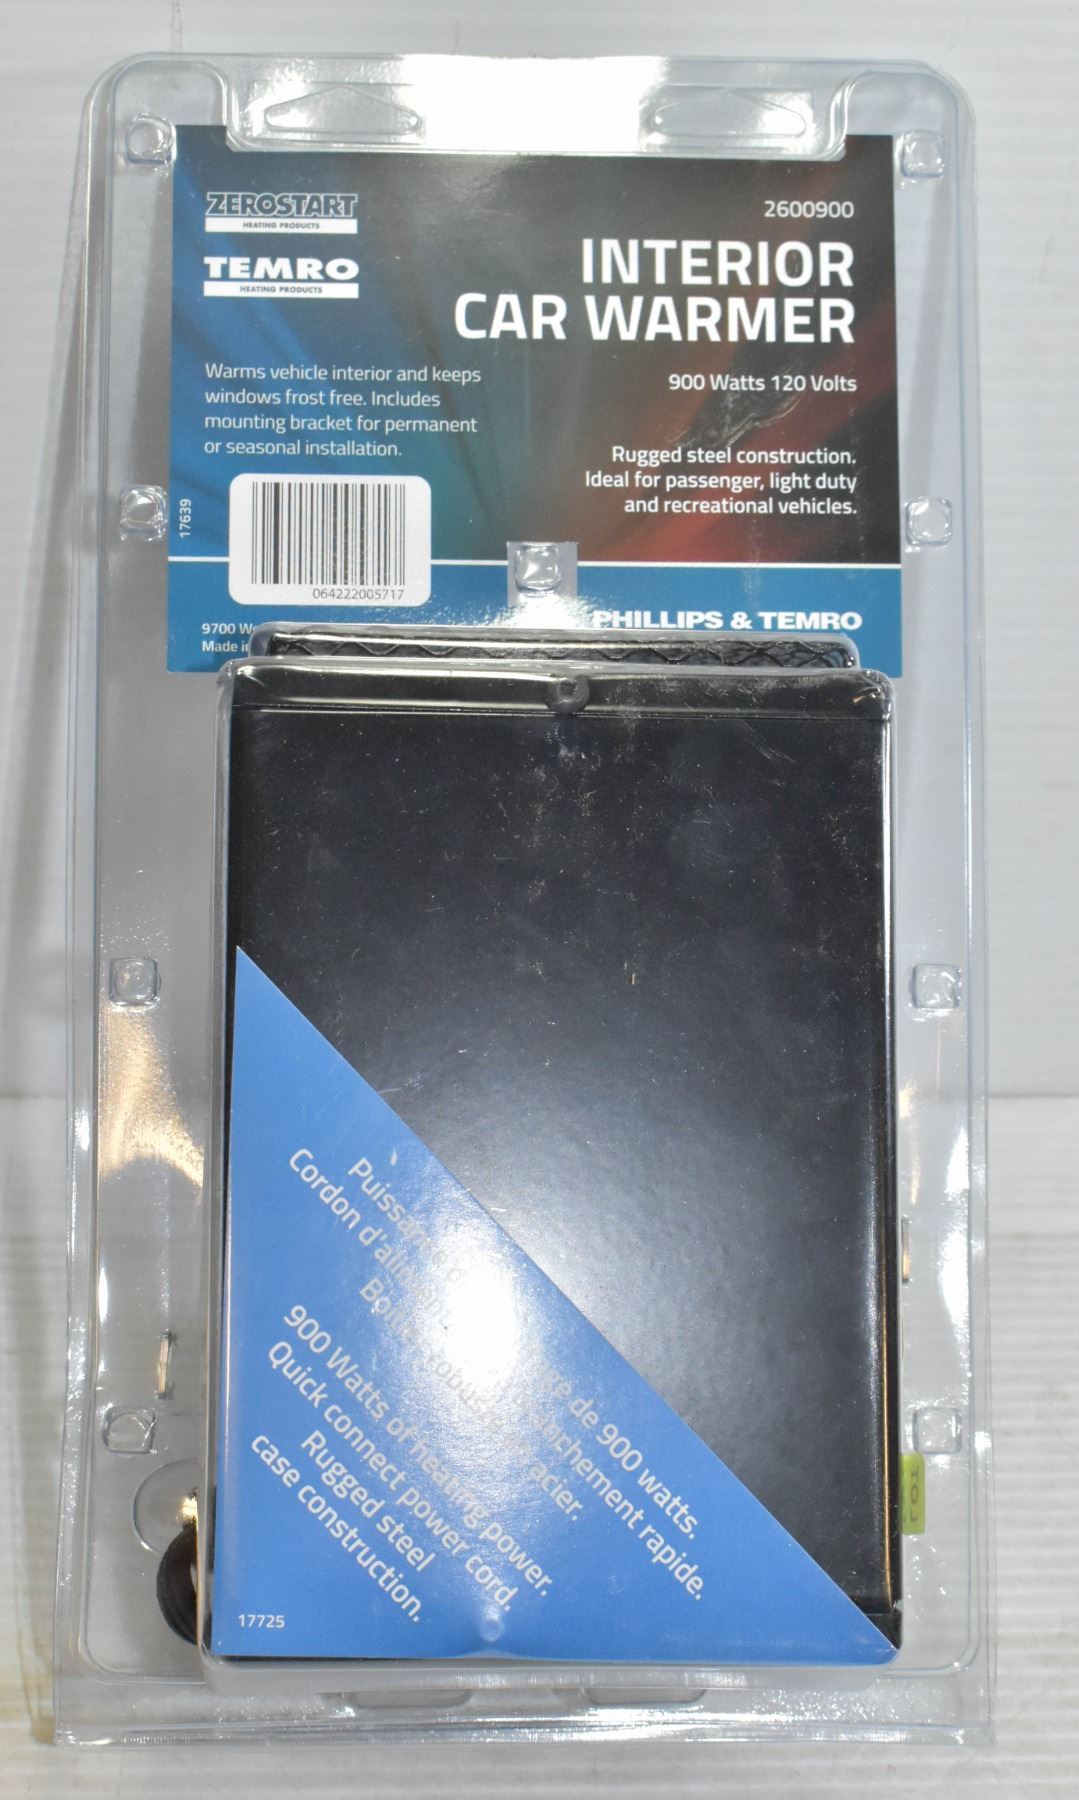 ZEROSTART
HEATING PRODUCTS
TEMRO
HEATING PRODUCTS
2600900
INTERIOR
CAR WARMER
900 Watts 120 Volts
Warms vehicle interior and keeps
windows frost free. Includes
mounting bracket for permanent
or seasonal installation.
Rugged steel construction.
Ideal for passenger, light duty
and recreational vehicles.
17639
064222005717
PHILLIPS & TEMRO
9700
Made
de 900 watts.
Cordon rapide.
acier.
900 Watts of heating power.
Quick connect power cord.
Rugged steel
case construction.
17725